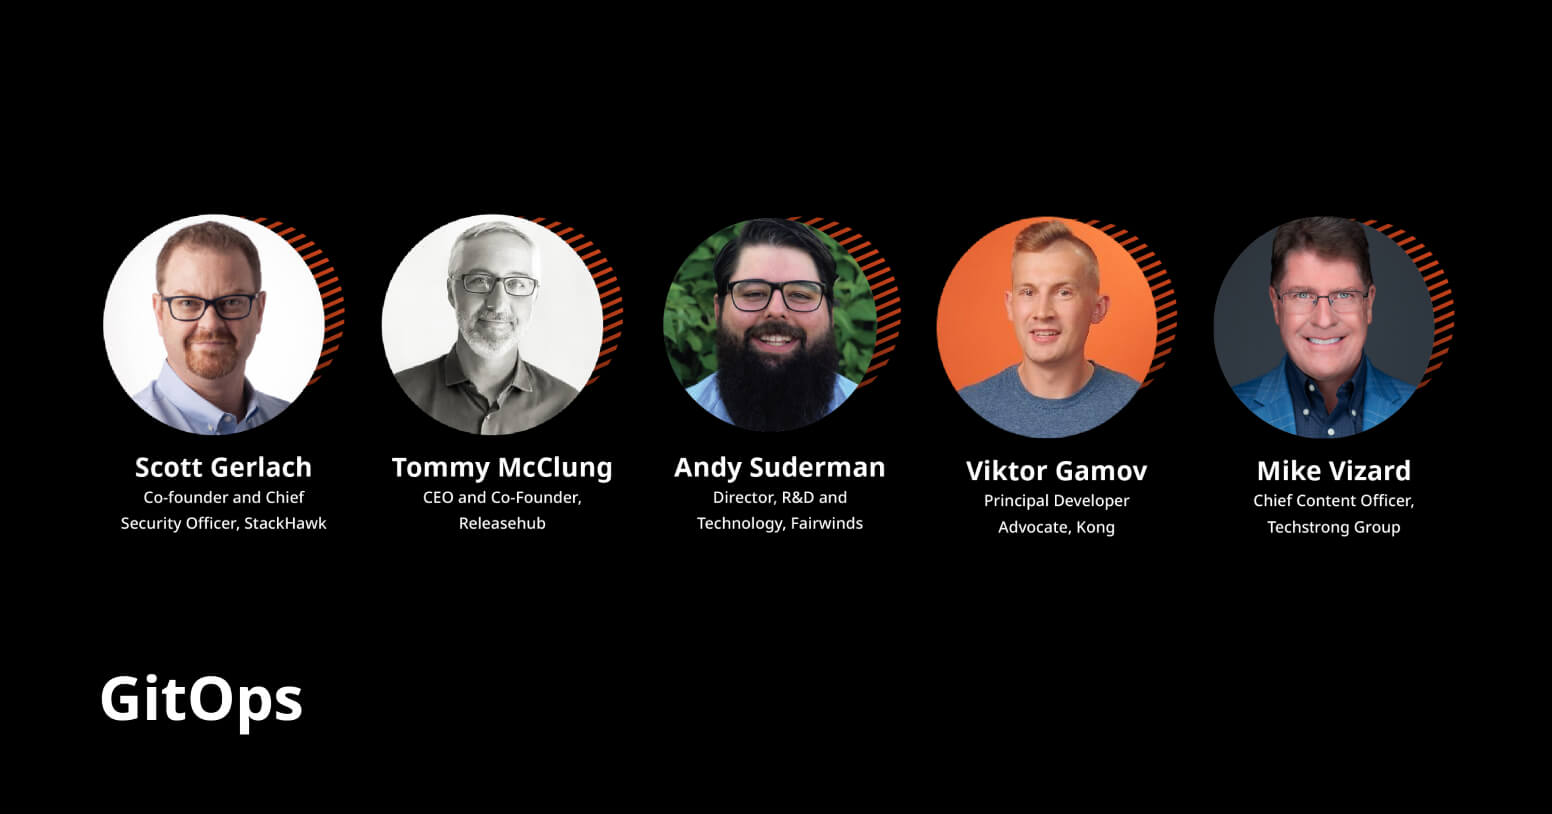 Scott Gerlach
Co-founder and Chief
Security Officer, StackHawk
Tommy McClung
CEO and Co-Founder,
Releasehub
Andy Suderman
Director, R&D and
Technology, Fairwinds
Viktor Gamov
Principal Developer
Advocate, Kong
Mike Vizard
Chief Content Officer,
Techstrong Group
GitOps